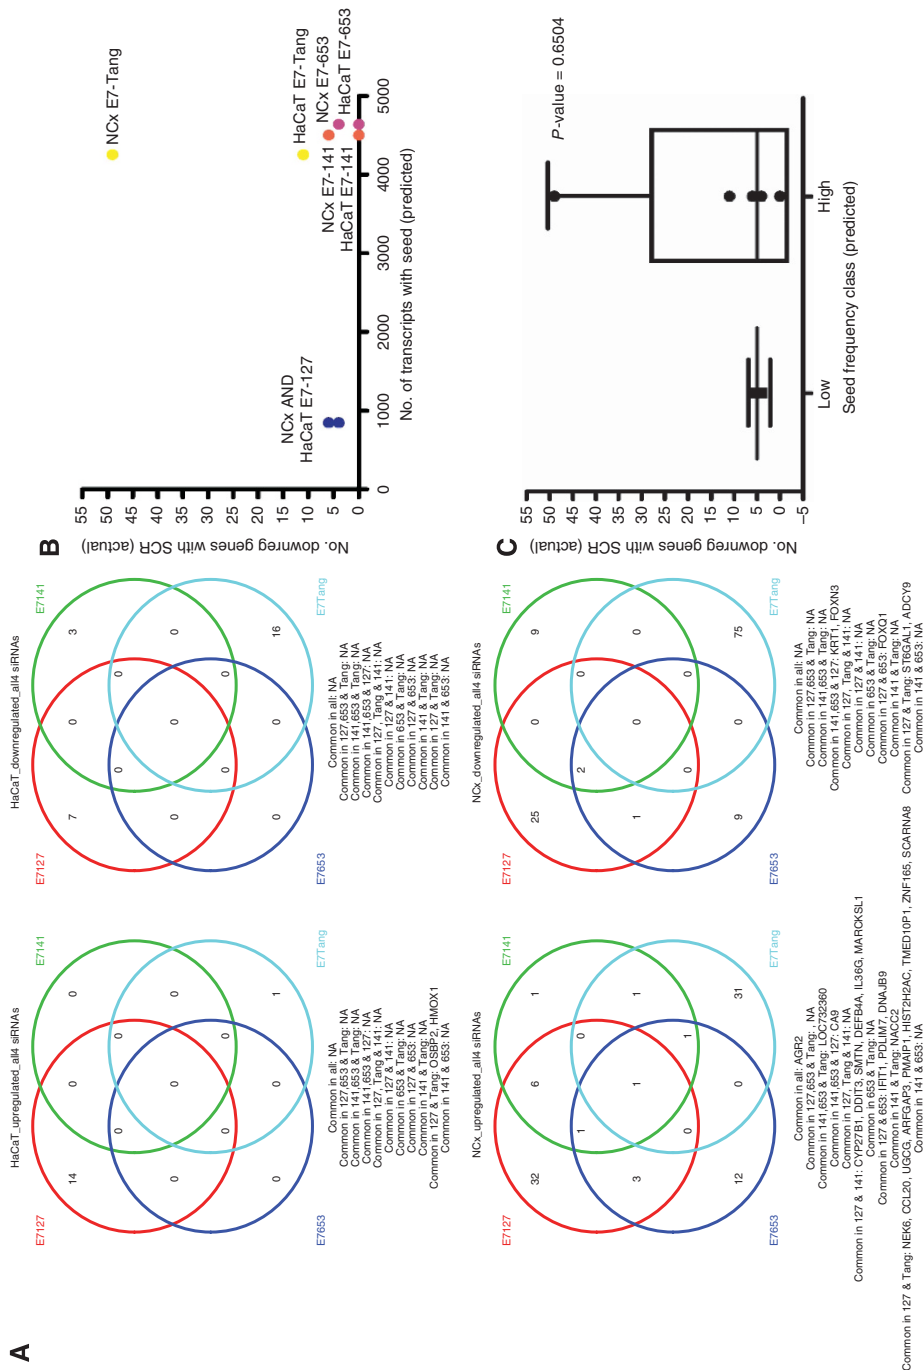 A
HaCaT_upregulated_all4 siRNAs
E7127
E7141
14
0
0
0
0
0
0
0
0
0
0
1
E7653
E7Tang
Common in all: NA
Common in 127,653 & Tang: NA
Common in 141,653 & Tang: NA
Common in 141,653 & 127: NA
Common in 127, Tang & 141: NA
Common in 127 & 141: NA
Common in 653 & Tang: NA
Common in 127 & 653: NA
Common in 141 & Tang: NA
Common in 127 & Tang: OSBP2, HMOX1
Common in 141 & 653: NA
HaCaT_downregulated_all4 siRNAs
E7127
E7141
7
0
3
0
0
0
0
0
0
0
0
16
E7653
E7Tang
Common in all: NA
Common in 127,653 & Tang: NA
Common in 141,653 & Tang: NA
Common in 141,653 & 127: NA
Common in 127, Tang & 141: NA
Common in 127 & 141: NA
Common in 653 & Tang: NA
Common in 127 & 653: NA
Common in 141 & Tang: NA
Common in 127 & Tang: NA
Common in 141 & 653: NA
NCx_upregulated_all4 siRNAs
E7127
E7141
32
6
1
1
0
3
1
1
0
1
12
0
31
E7653
E7Tang
Common in all: AGR2
Common in 127,653 & Tang: NA
Common in 141,653 & Tang: LOC732360
Common in 141,653 & 127: CA9
Common in 127, Tang & 141: NA
Common in 127 & 141: CYP27B1, DDIT3, SMTN, DEFB4A, IL36G, MARCKSL1
Common in 653 & Tang: NA
Common in 127 & 653: IFIT1, PDLIM7, DNAJB9
Common in 141 & Tang: NACC2
Common in 127 & Tang: NEK6, CCL20, UGCG, ARFGAP3, PMAIP1, HIST2H2AC, TMED10P1, ZNF165, SCARNA8
Common in 141 & 653: NA
NCx_downregulated_all4 siRNAs
E7127
E7141
25
0
9
2
0
1
0
0
0
0
9
0
75
E7653
E7Tang
Common in all: NA
Common in 127,653 & Tang: NA
Common in 141,653 & Tang: NA
Common in 141,653 & 127: KRT1, FOXN3
Common in 127, Tang & 141: NA
Common in 127 & 141: NA
Common in 653 & Tang: NA
Common in 127 & 653: FOXQ1
Common in 141 & Tang: NA
Common in 127 & Tang: ST6GAL1, ADCY9
Common in 141 & 653: NA
B
No. downreg genes with SCR (actual)
55
50
45
40
35
30
25
20
15
10
5
0
NCx E7-Tang
HaCaT E7-Tang
NCx AND
HaCaT E7-127
NCx E7-141
NCx E7-653
HaCaT E7-141
HaCaT E7-653
0
1000
2000
3000
4000
5000
No. of transcripts with seed (predicted)
C
No. downreg genes with SCR (actual)
55
50
45
40
35
30
25
20
15
10
5
0
–5
P-value = 0.6504
Low
High
Seed frequency class (predicted)